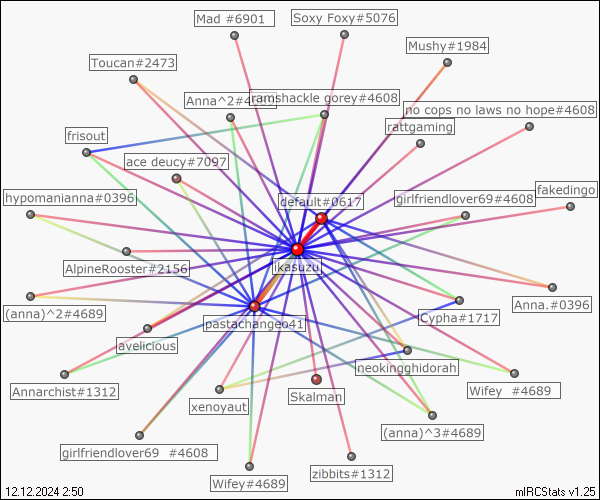 Mad #6901
Soxy Foxy#5076
Mushy#1984
Toucan#2473
Anna^2#4689
ramshackle gorey#4608
no cops no laws no hope#4608
rattgaming
frisout
ace deucy#7097
hypomanianna#0396
default#0617
girlfriendlover69#4608
fakedingo
ikasuzu
AlpineRooster#2156
Anna.#0396
(anna)^2#4689
pastachangeo41
Cypha#1717
avelicious
neokingghidorah
Annarchist#1312
Skalman
Wifey #4689
xenoyaut
(anna)^3#4689
girlfriendlover69 #4608
zibbits#1312
Wifey#4689
12.12.2024 2:50
mIRCStats v1.25